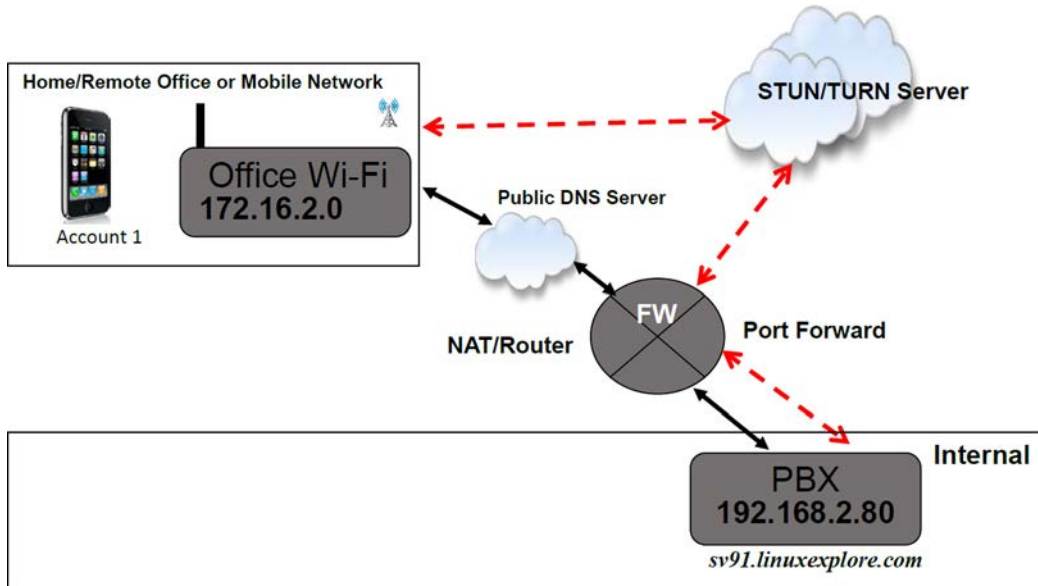 Home/Remote Office or Mobile Network
STUN/TURN Server
Office Wi-Fi
172.16.2.0
Account 1
Public DNS Server
FW
NAT/Router
Port Forward
Internal
PBX
192.168.2.80
sv91.linuxexplore.com